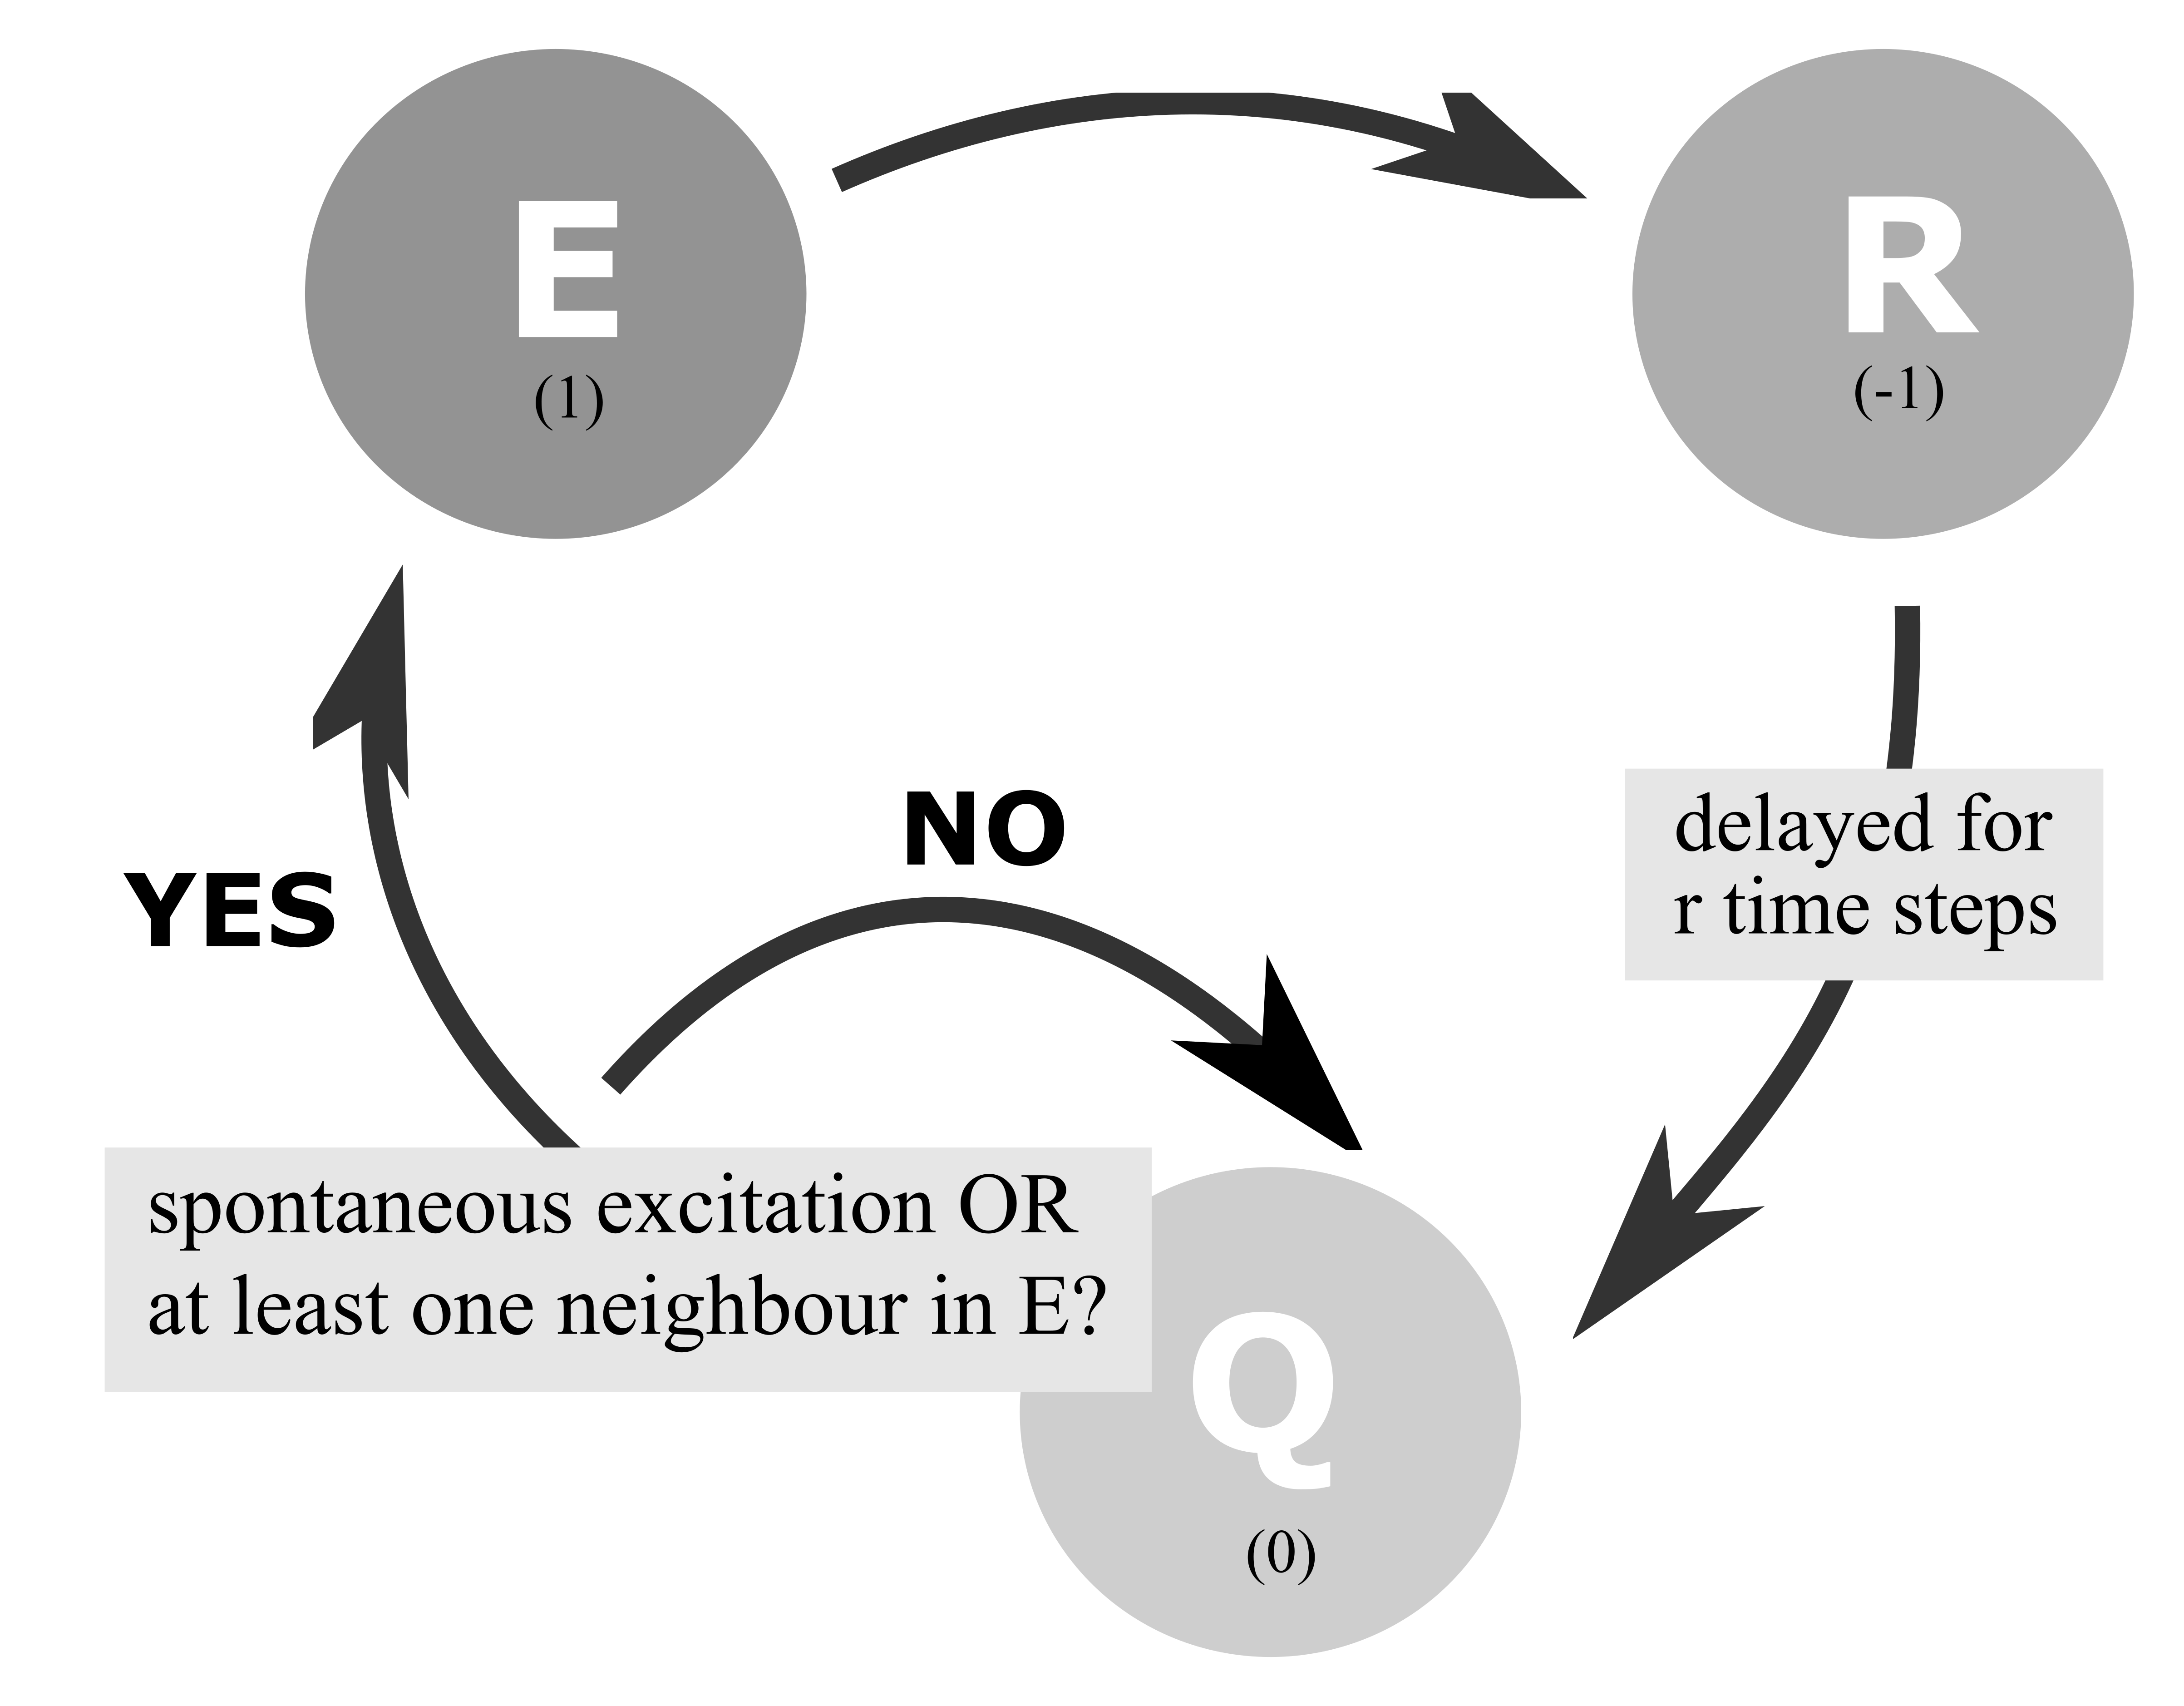 E
(1)
R
(-1)
NO
YES
delayed for
r time steps
spontaneous excitation OR
at least one neighbour in E?
Q
(0)